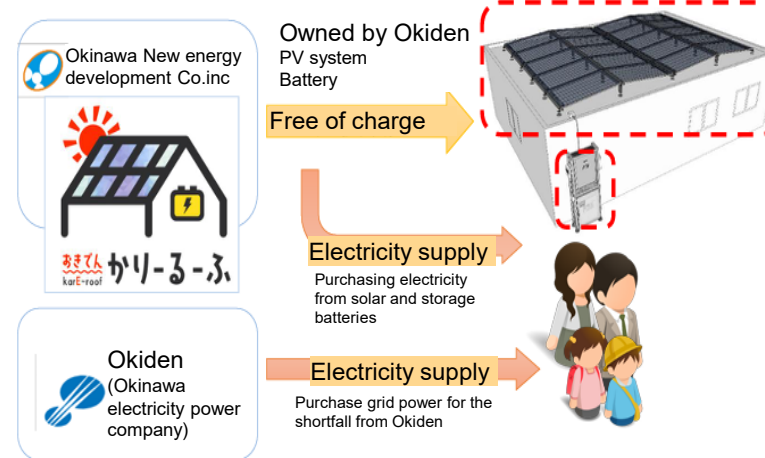 Okinawa New energy
development Co.inc
おきでん
karE-roof
かりーるーふ
Owned by Okiden
PV system
Battery
Free of charge
Electricity supply
Purchasing electricity
from solar and storage
batteries
Okiden
(Okinawa
electricity power
company)
Electricity supply
Purchase grid power for the
shortfall from Okiden